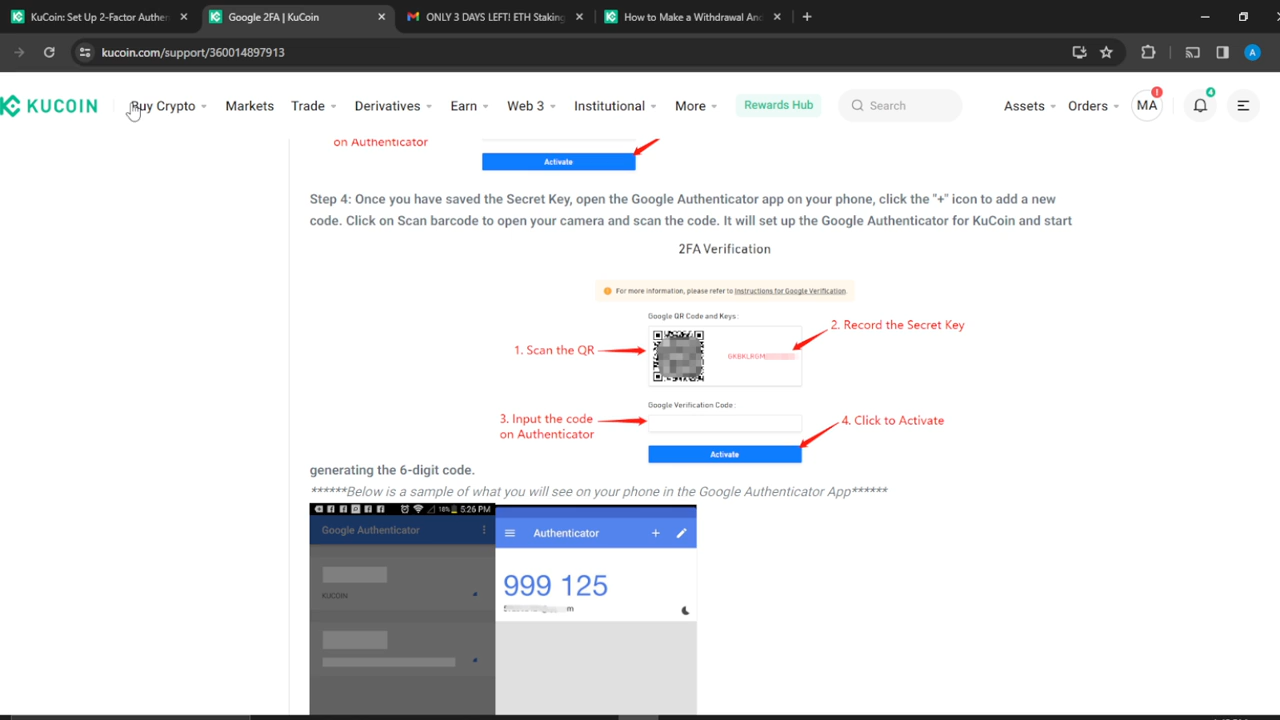 KuCoin: Set Up 2-Factor Authen
Google 2FA | KuCoin
ONLY 3 DAYS LEFT! ETH Staking
How to Make a Withdrawal And
kucoin.com/support/360014897913
A
KUCOIN
Buy Crypto
Markets
Trade
Derivatives
Earn
Web 3
Institutional
More
Rewards Hub
Search
Assets
Orders
MA
1
4
on Authenticator
Activate
Step 4: Once you have saved the Secret Key, open the Google Authenticator app on your phone, click the "+" icon to add a new
code. Click on Scan barcode to open your camera and scan the code. It will set up the Google Authenticator for KuCoin and start
2FA Verification
For more information, please refer to Instructions for Google Verification.
Google QR Code and Keys :
1. Scan the QR
2. Record the Secret Key
GKBKLRGM
Google Verification Code :
3. Input the code
on Authenticator
4. Click to Activate
Activate
generating the 6-digit code.
******Below is a sample of what you will see on your phone in the Google Authenticator App******
18% 5:26 PM
Google Authenticator
KUCOIN
Authenticator
999 125
m